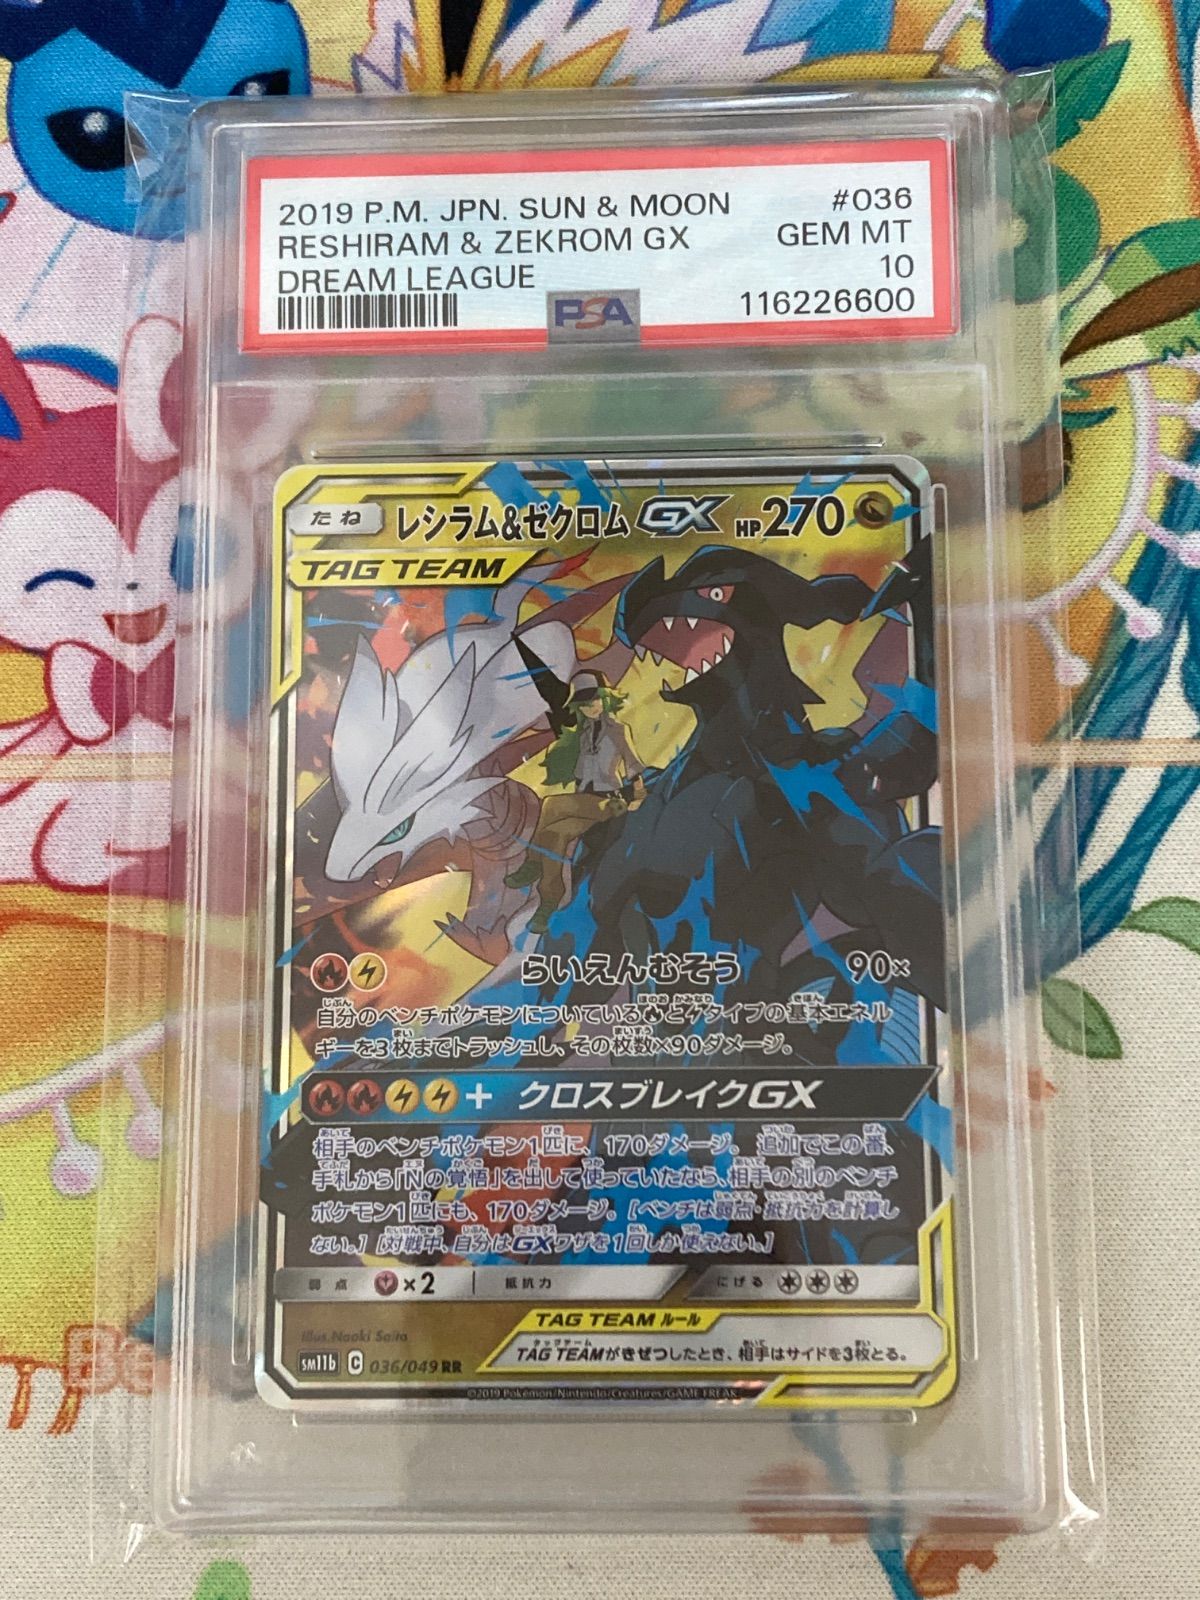 2019 P.M. JPN. SUN & MOON #036
RESHIRAM & ZEKROM GX GEM MT
DREAM LEAGUE 10
PSA 116226600
たね レシラム&ゼクロムGX HP270
TAG TEAM
らいえんむそう 90×
自分のベンチポケモンについている とタイプの基本エネル
ギーを3枚までトラッシュし、その枚数×90ダメージ。
+ クロスブレイクGX
相手のベンチポケモン1匹に、170ダメージ。追加でこの番、
手札から「Nの覚悟」を出して使っていたなら、相手の別のベンチ
ポケモン1匹にも、170ダメージ。[ベンチは弱点・抵抗力を計算し
ない。] [対戦中、自分はGXワザを1回しか使えない。]
弱点 ×2 抵抗力 にげる
TAG TEAM ルール
illus.Naoki Saito
TAG TEAMがきぜつしたとき、相手はサイドを3枚とる。
sm11b C 036/049 RR
©2019 Pokémon/Nintendo/Creatures/GAME FREAK